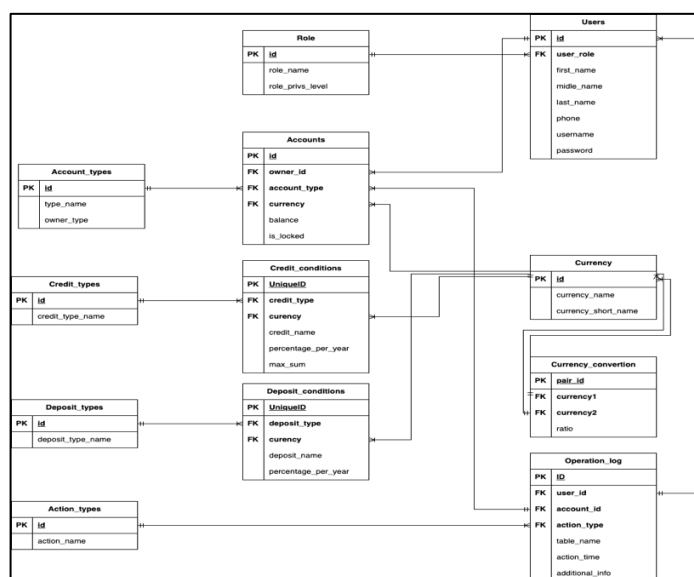 Users
PK id
FK user_role
first_name
midle_name
last_name
phone
username
password
Role
PK id
role_name
role_privs_level
Accounts
PK id
FK owner_id
FK account_type
FK currency
balance
is_locked
Account_types
PK id
type_name
owner_type
Credit_conditions
PK UniqueID
FK credit_type
FK curency
credit_name
percentage_per_year
max_sum
Currency
PK id
currency_name
currency_short_name
Credit_types
PK id
credit_type_name
Currency_convertion
PK pair_id
FK currency1
FK currency2
ratio
Deposit_conditions
PK UniqueID
FK deposit_type
FK curency
deposit_name
percentage_per_year
Deposit_types
PK id
deposit_type_name
Operation_log
PK ID
FK user_id
FK account_id
FK action_type
table_name
action_time
additional_info
Action_types
PK id
action_name